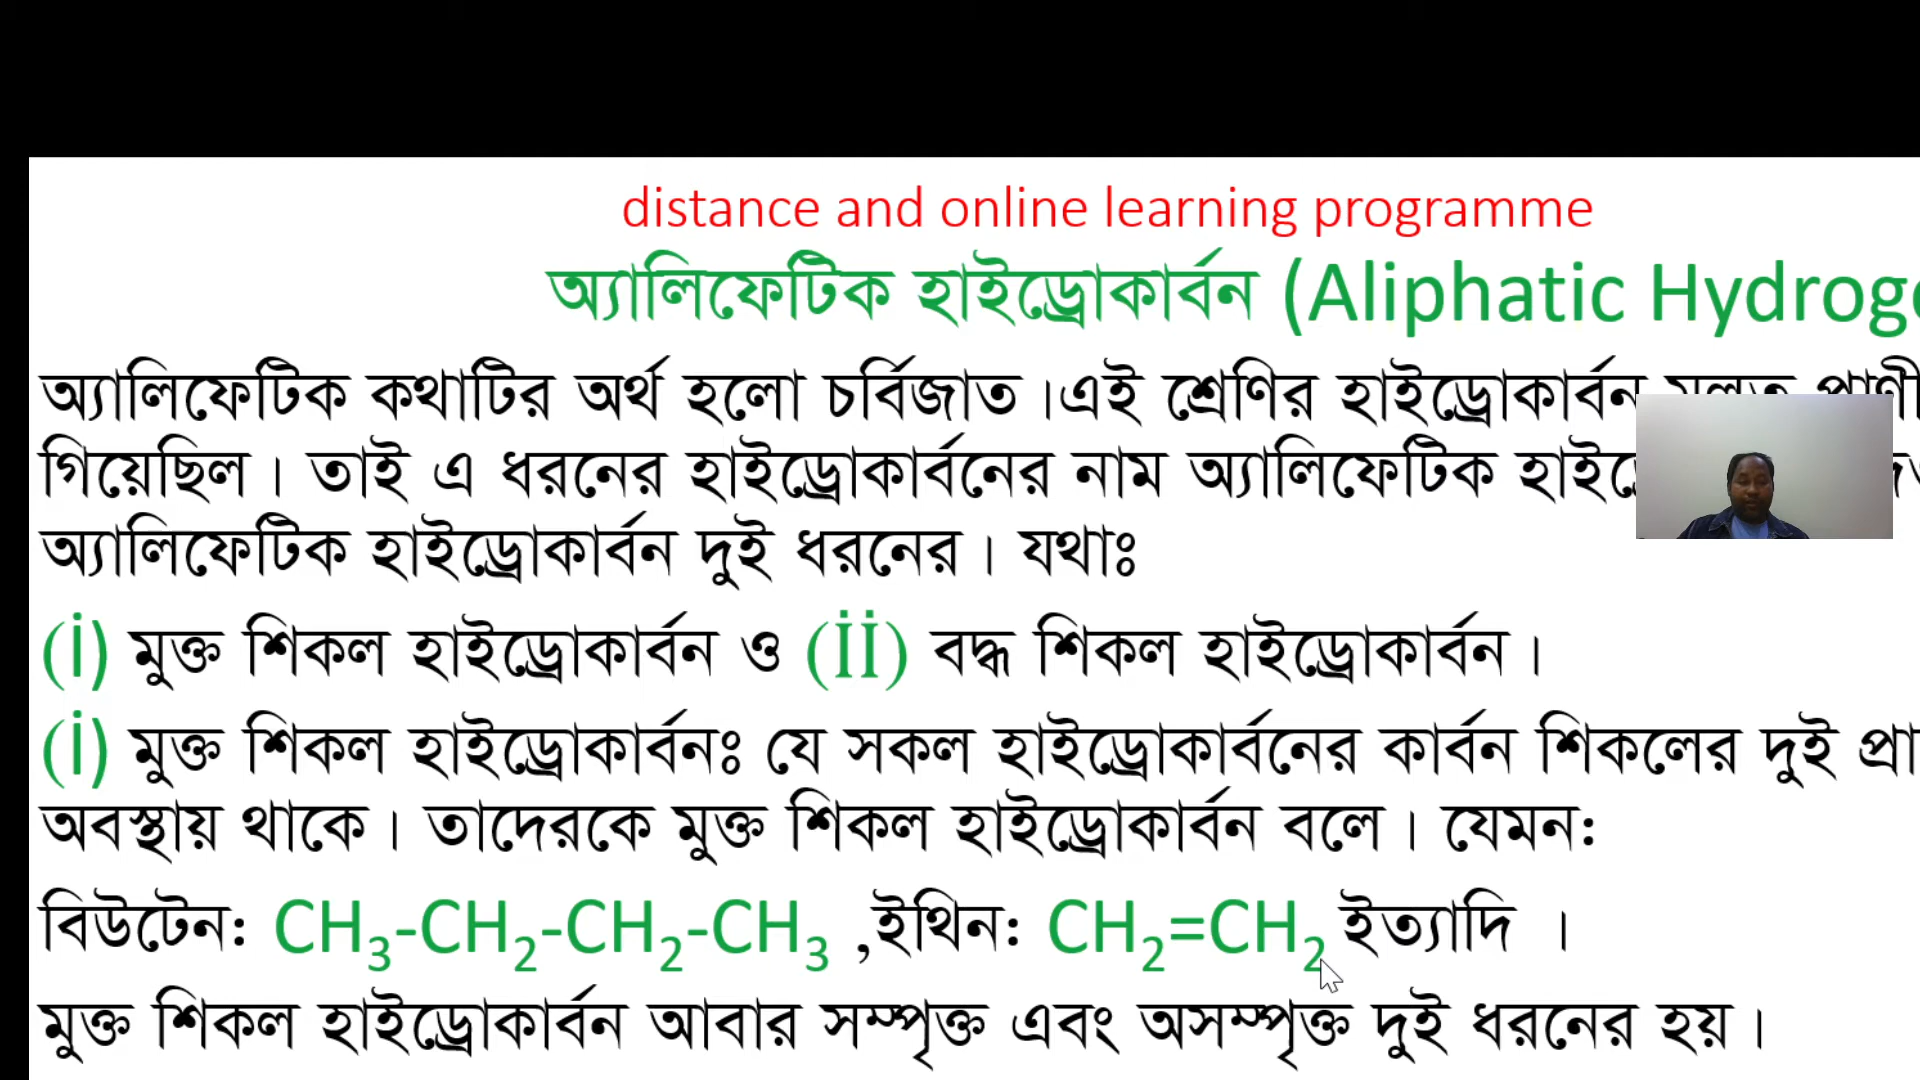 distance and online learning programme
অ্যালিফেটিক হাইড্রোকার্বন (Aliphatic
অ্যালিফেটিক কথাটির অর্থ হলো চর্বিজাত।এই শ্রেণির হাইড্রোকার্বন
গিয়েছিল। তাই এ ধরনের হাইড্রোকার্বনের নাম অ্যালিফেটিক
অ্যালিফেটিক হাইড্রোকার্বন দুই ধরনের। যথাঃ
(i) মুক্ত শিকল হাইড্রোকার্বন ও (ii) বদ্ধ শিকল হাইড্রোকার্বন।
(i) মুক্ত শিকল হাইড্রোকার্বনঃ যে সকল হাইড্রোকার্বনের কার্বন শিকলের দুই
অবস্থায় থাকে। তাদেরকে মুক্ত শিকল হাইড্রোকার্বন বলে। যেমন:
বিউটেন: CH₃-CH₂-CH₂-CH₃ ,ইথিন: CH₂=CH₂ ইত্যাদি ।
মুক্ত শিকল হাইড্রোকার্বন আবার সম্পৃক্ত এবং অসম্পৃক্ত দুই ধরনের হয়।